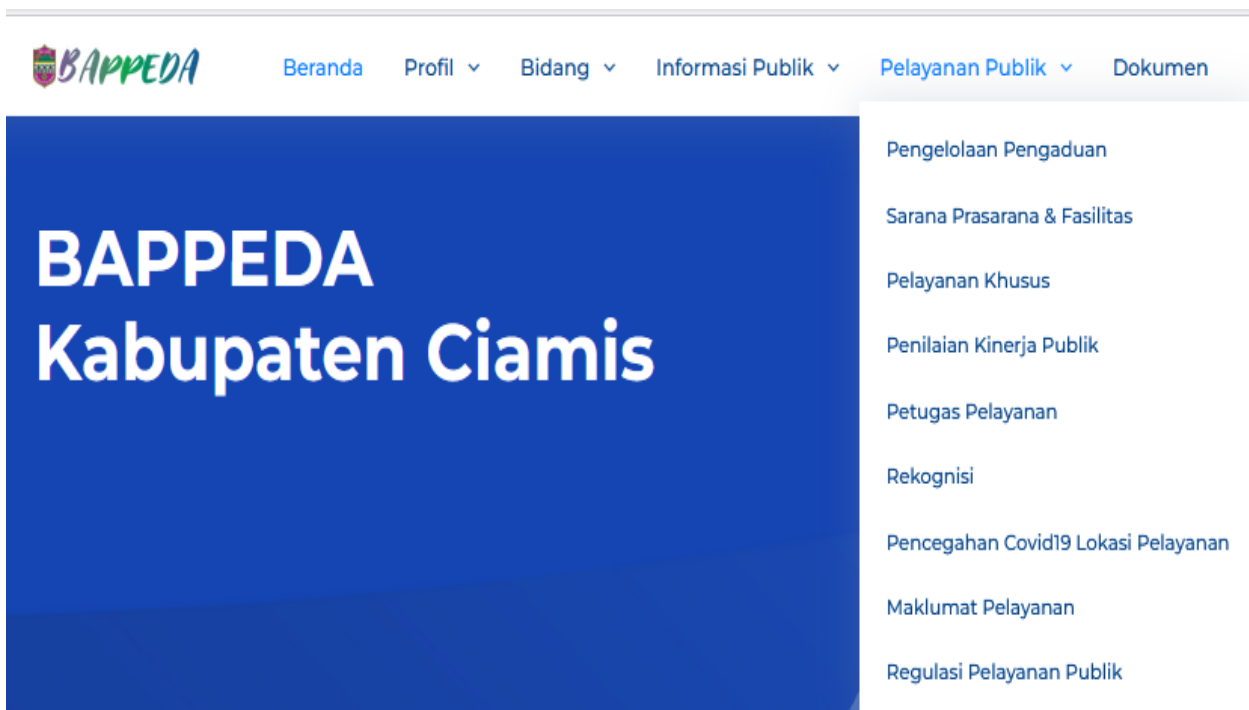 BAPPEDA Beranda Profil Bidang Informasi Publik Pelayanan Publik Dokumen
BAPPEDA
Kabupaten Ciamis
Pengelolaan Pengaduan
Sarana Prasarana & Fasilitas
Pelayanan Khusus
Penilaian Kinerja Publik
Petugas Pelayanan
Rekognisi
Pencegahan Covid19 Lokasi Pelayanan
Maklumat Pelayanan
Regulasi Pelayanan Publik